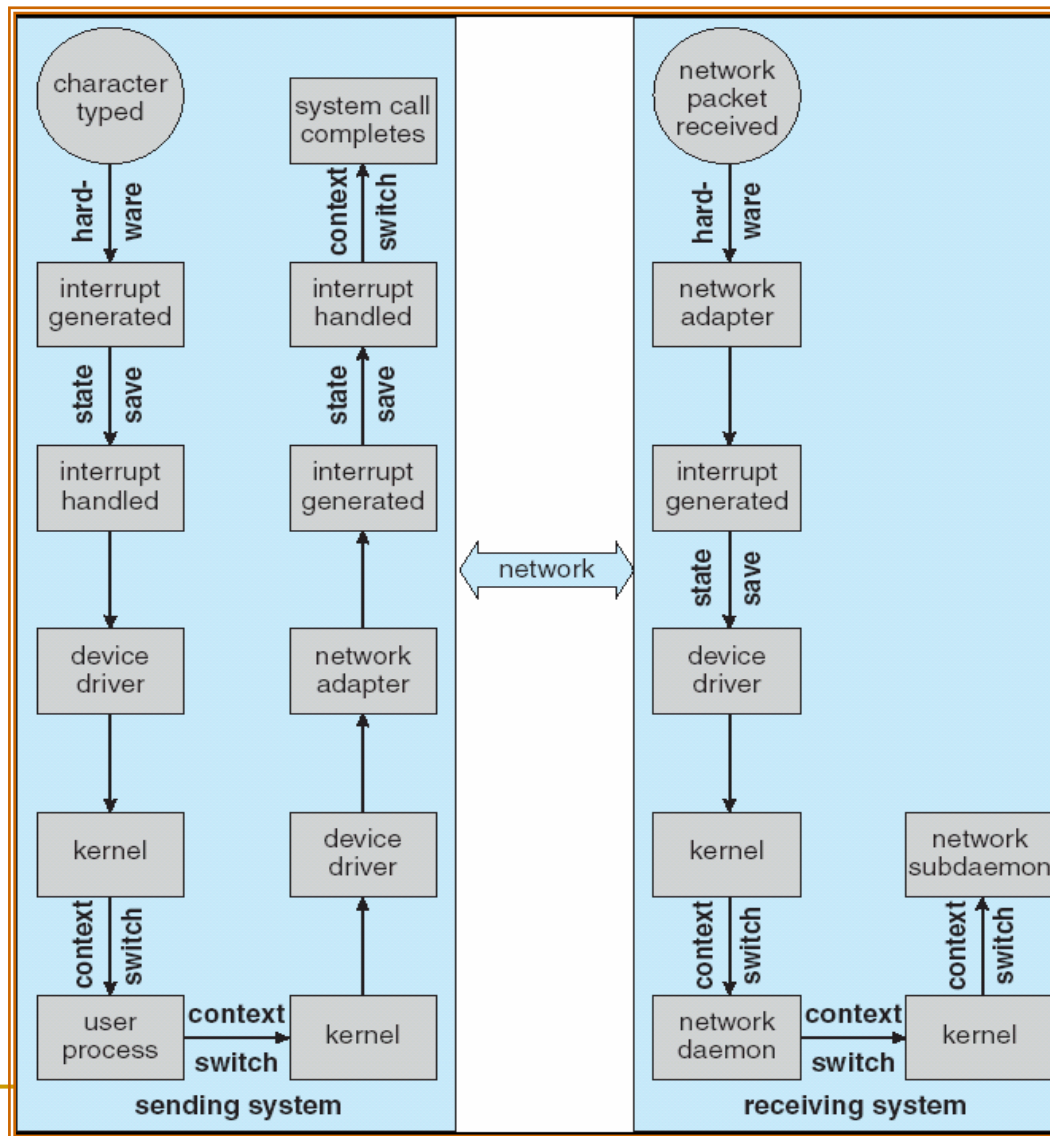 character
typed
hard-
ware
interrupt
generated
state
save
interrupt
handled
device
driver
kernel
context
switch
user
process
context
switch
kernel
device
driver
network
adapter
interrupt
generated
state
save
interrupt
handled
context
switch
system call
completes
sending system
network
network
packet
received
hard-
ware
network
adapter
interrupt
generated
state
save
device
driver
kernel
context
switch
network
daemon
context
switch
kernel
context
switch
network
subdaemon
receiving system